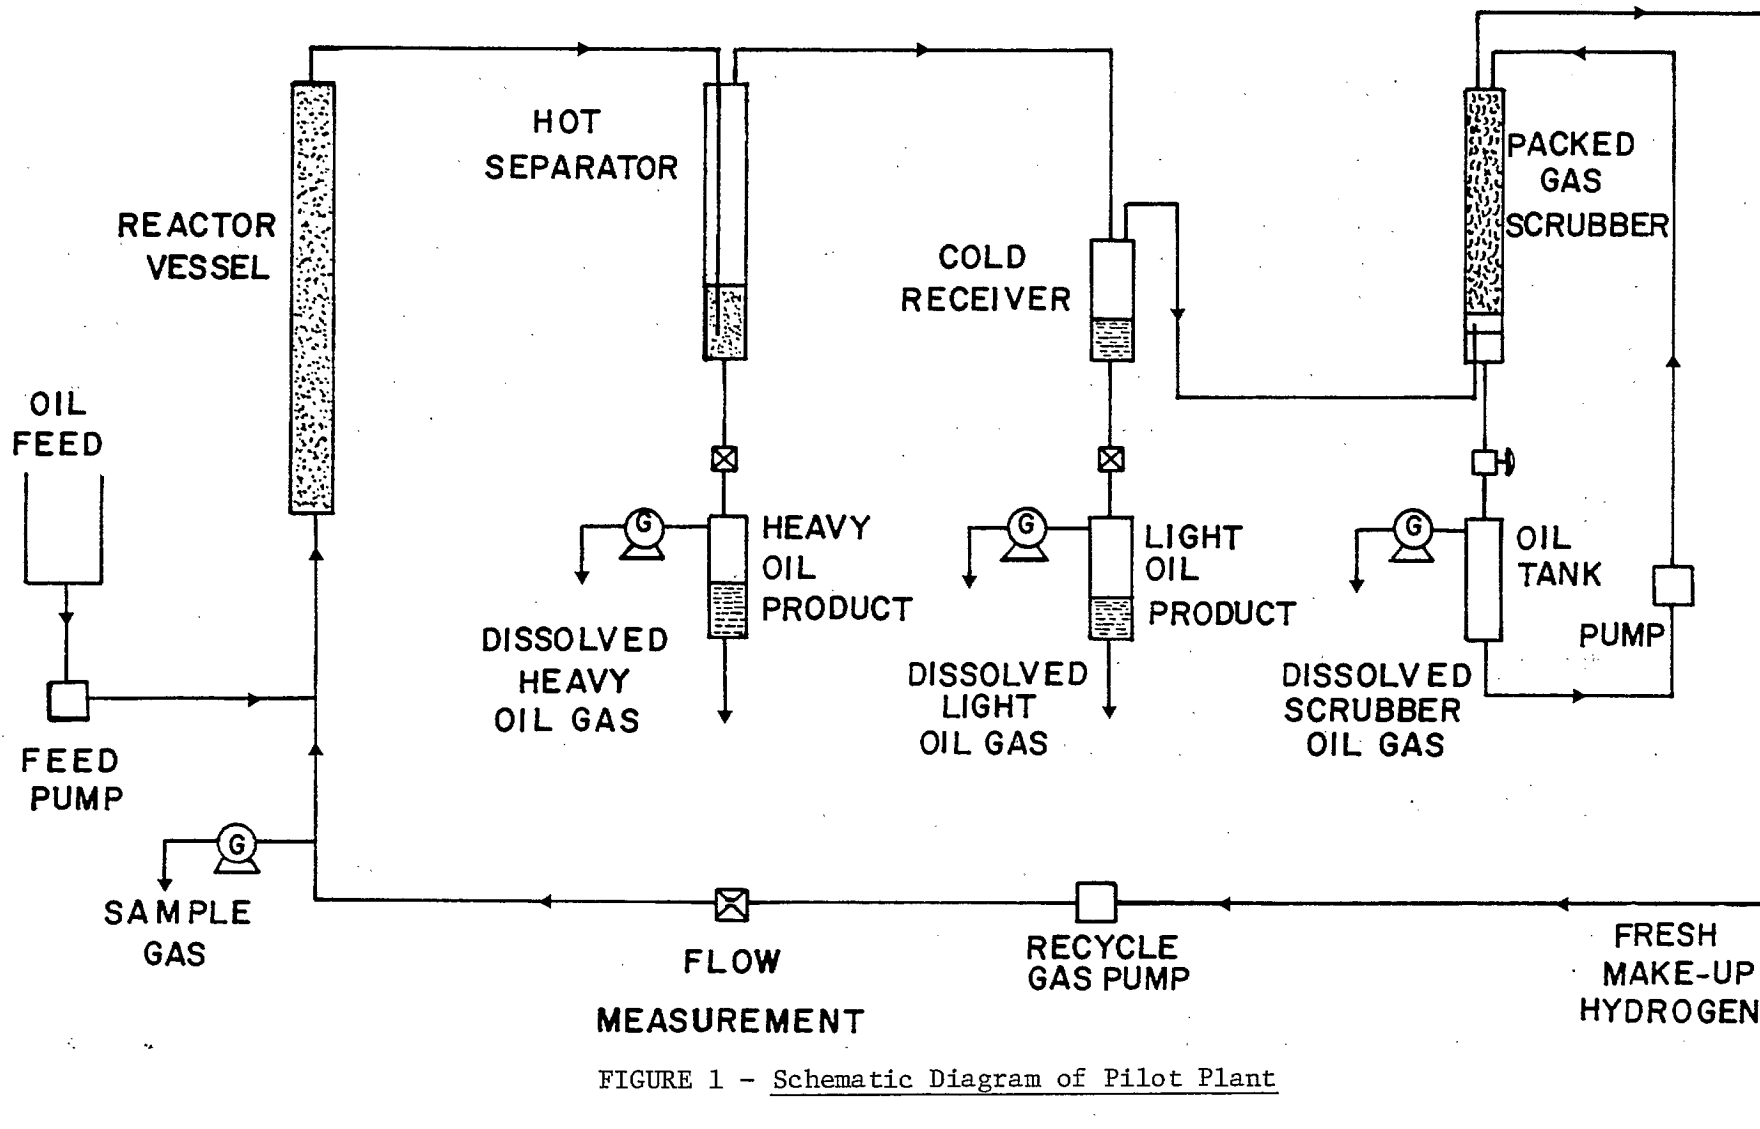 HOT
SEPARATOR
REACTOR
VESSEL
COLD
RECEIVER
PACKED
GAS
SCRUBBER
OIL
FEED
G
HEAVY
OIL
PRODUCT
G
LIGHT
OIL
PRODUCT
G
OIL
TANK
PUMP
DISSOLVED
HEAVY
OIL GAS
DISSOLVED
LIGHT
OIL GAS
DISSOLVED
SCRUBBER
OIL GAS
FEED
PUMP
G
SAMPLE
GAS
FLOW
MEASUREMENT
RECYCLE
GAS PUMP
FRESH
MAKE-UP
HYDROGEN
FIGURE 1 - Schematic Diagram of Pilot Plant